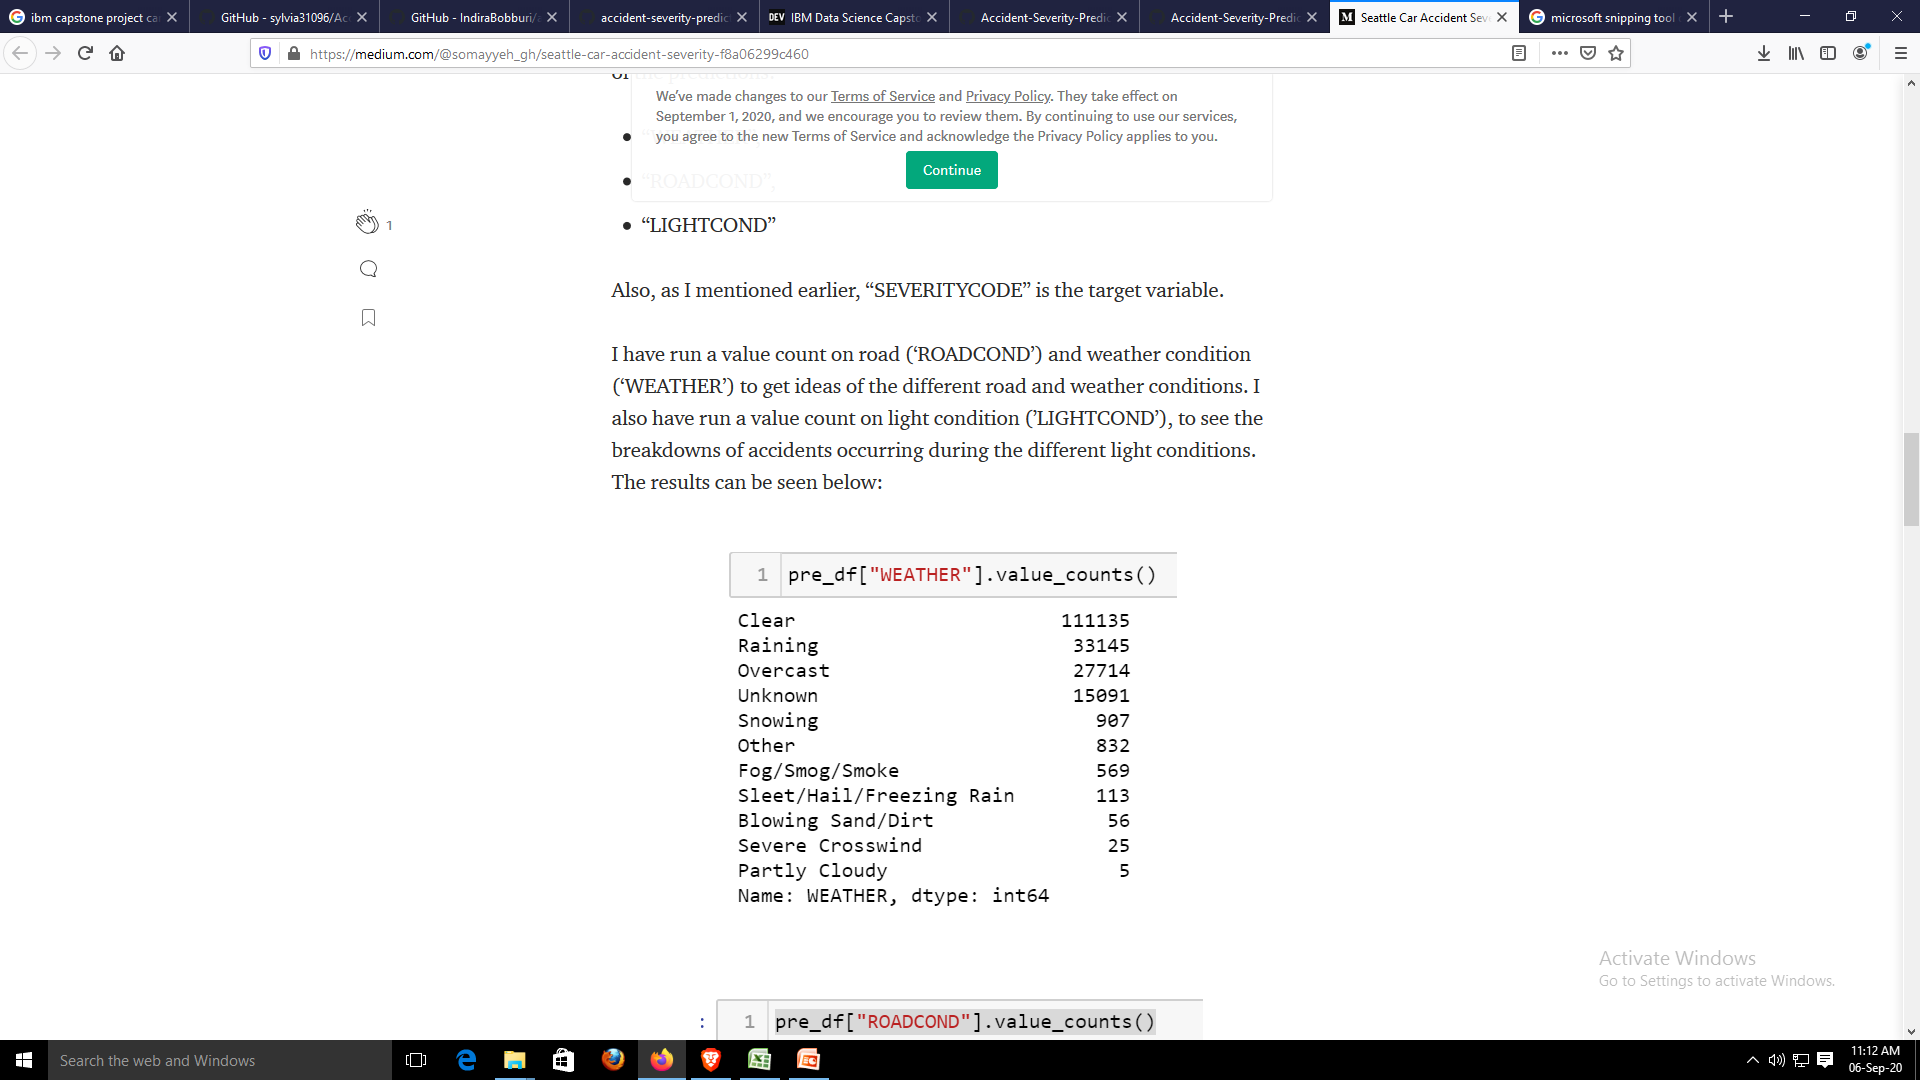 ibm capstone project ca
GitHub - sylvia31096/Ac
GitHub - IndiraBobburi/a
accident-severity-predic
DEV IBM Data Science Capsto
Accident-Severity-Predic
Accident-Severity-Predic
M Seattle Car Accident Sev
microsoft snipping tool
https://medium.com/@somayyeh_gh/seattle-car-accident-severity-f8a06299c460
of the predictions.
We've made changes to our Terms of Service and Privacy Policy. They take effect on
September 1, 2020, and we encourage you to review them. By continuing to use our services,
you agree to the new Terms of Service and acknowledge the Privacy Policy applies to you.
Continue
• “ROADCOND”,
• “LIGHTCOND”
1
Also, as I mentioned earlier, “SEVERITYCODE” is the target variable.
I have run a value count on road (‘ROADCOND’) and weather condition
(‘WEATHER’) to get ideas of the different road and weather conditions. I
also have run a value count on light condition (’LIGHTCOND’), to see the
breakdowns of accidents occurring during the different light conditions.
The results can be seen below:
1 pre_df["WEATHER"].value_counts()
Clear 111135
Raining 33145
Overcast 27714
Unknown 15091
Snowing 907
Other 832
Fog/Smog/Smoke 569
Sleet/Hail/Freezing Rain 113
Blowing Sand/Dirt 56
Severe Crosswind 25
Partly Cloudy 5
Name: WEATHER, dtype: int64
Activate Windows
Go to Settings to activate Windows.
: 1 pre_df["ROADCOND"].value_counts()
Search the web and Windows
11:12 AM
06-Sep-20